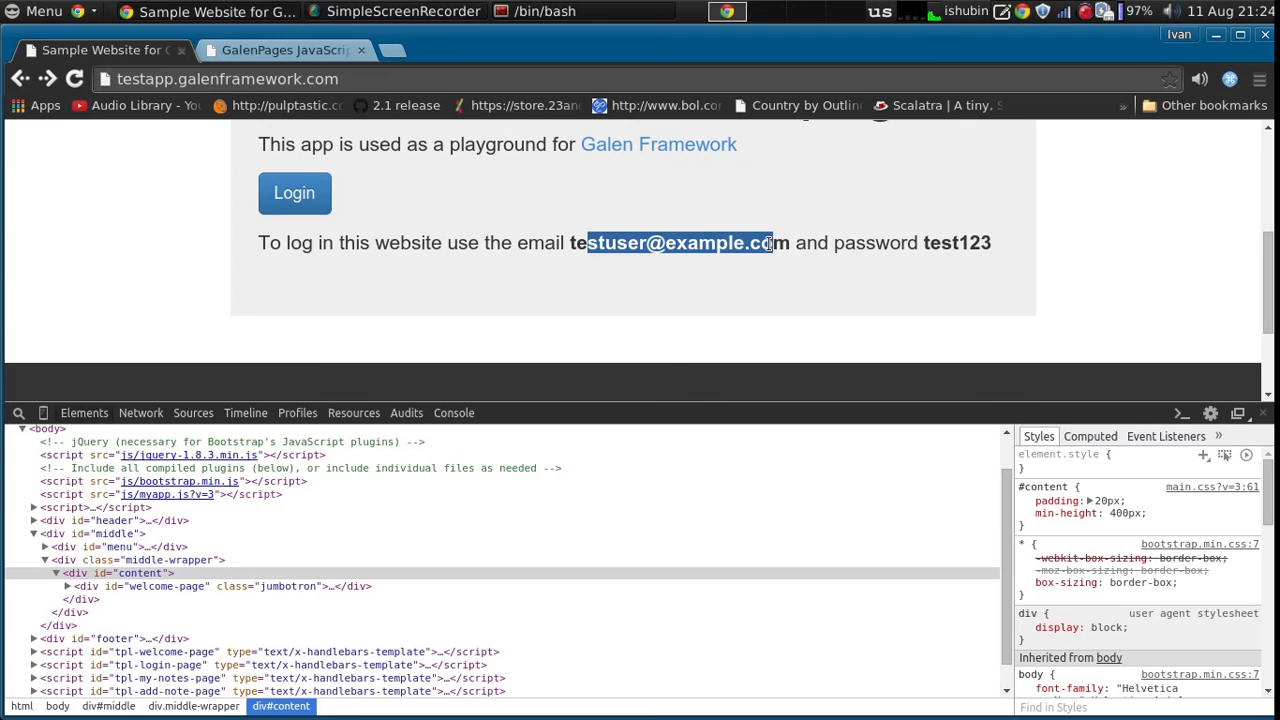 Menu Sample Website for G... SimpleScreenRecorder /bin/bash us ishubin 97% 11 Aug 21:24
Ivan
Sample Website for G GalenPages JavaScrip
testapp.galenframework.com
Apps Audio Library - Yo http://pulptastic.co 2.1 release https://store.23an http://www.bol.com Country by Outline Scalatra | A tiny, S » Other bookmarks
This app is used as a playground for Galen Framework
Login
To log in this website use the email testuser@example.com and password test123
Elements Network Sources Timeline Profiles Resources Audits Console
<body>
<!-- jQuery (necessary for Bootstrap's JavaScript plugins) -->
<script src="js/jquery-1.8.3.min.js"></script>
<!-- Include all compiled plugins (below), or include individual files as needed -->
<script src="js/bootstrap.min.js"></script>
<script src="js/myapp.js?v=3"></script>
<script>…</script>
<div id="header">…</div>
<div id="middle">
<div id="menu">…</div>
<div class="middle-wrapper">
<div id="content">
<div id="welcome-page" class="jumbotron">…</div>
</div>
</div>
</div>
<div id="footer">…</div>
<script id="tpl-welcome-page" type="text/x-handlebars-template">…</script>
<script id="tpl-login-page" type="text/x-handlebars-template">…</script>
<script id="tpl-my-notes-page" type="text/x-handlebars-template">…</script>
<script id="tpl-add-note-page" type="text/x-handlebars-template">…</script>
html body div#middle div.middle-wrapper div#content
Styles Computed Event Listeners »
element.style {
}
#content { main.css?v=3:61
padding: 20px;
min-height: 400px;
}
* { bootstrap.min.css:7
-webkit-box-sizing: border-box;
-moz-box-sizing: border-box;
box-sizing: border-box;
}
div { user agent stylesheet
display: block;
}
Inherited from body
body { bootstrap.min.css:7
font-family: "Helvetica
Find in Styles